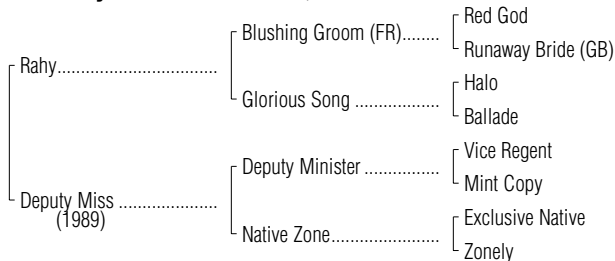 Red God
Blushing Groom (FR)........
Runaway Bride (GB)
Rahy..................................
Halo
Glorious Song ..................
Ballade
Vice Regent
Deputy Minister ................
Mint Copy
Deputy Miss .....................
(1989)
Exclusive Native
Native Zone.......................
Zonely